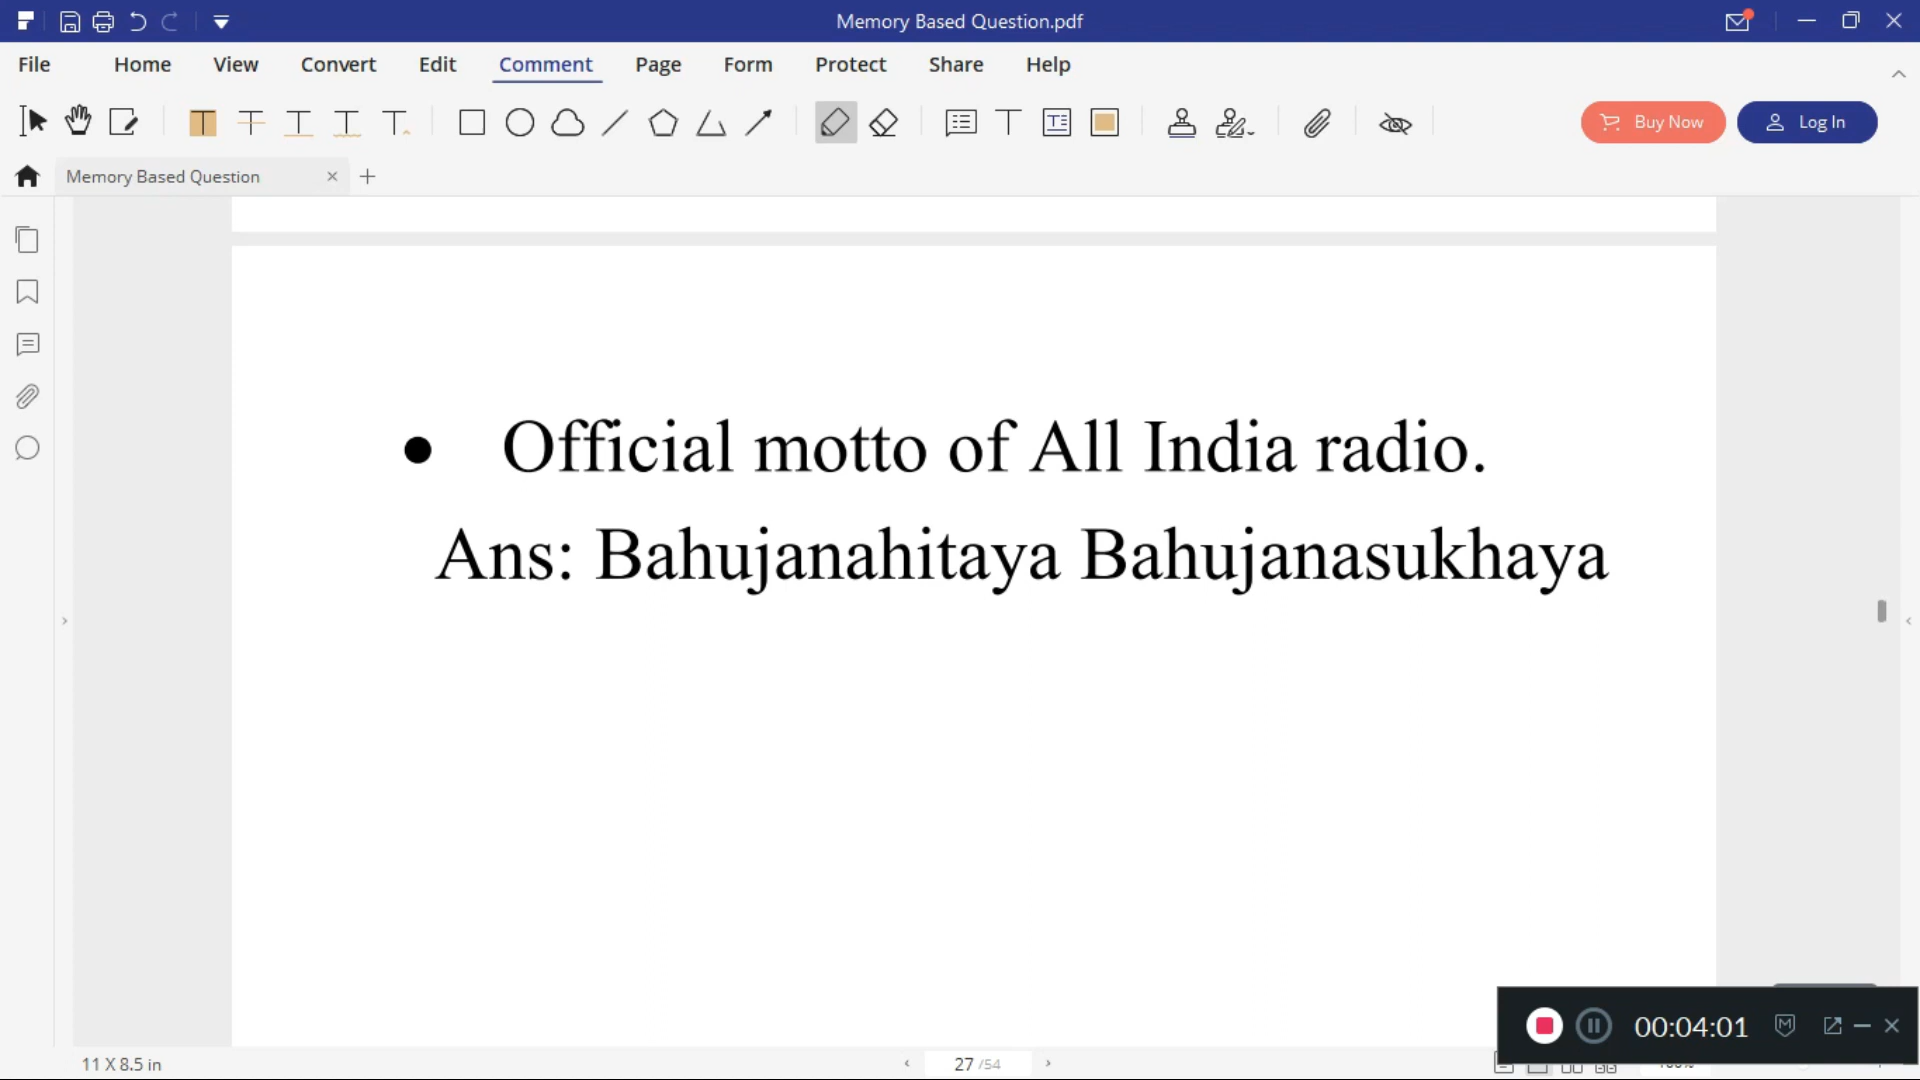 Memory Based Question.pdf
File Home View Convert Edit Comment Page Form Protect Share Help
Buy Now Log In
Memory Based Question
• Official motto of All India radio.
Ans: Bahujanahitaya Bahujanasukhaya
00:04:01
11 X 8.5 in 27 /54